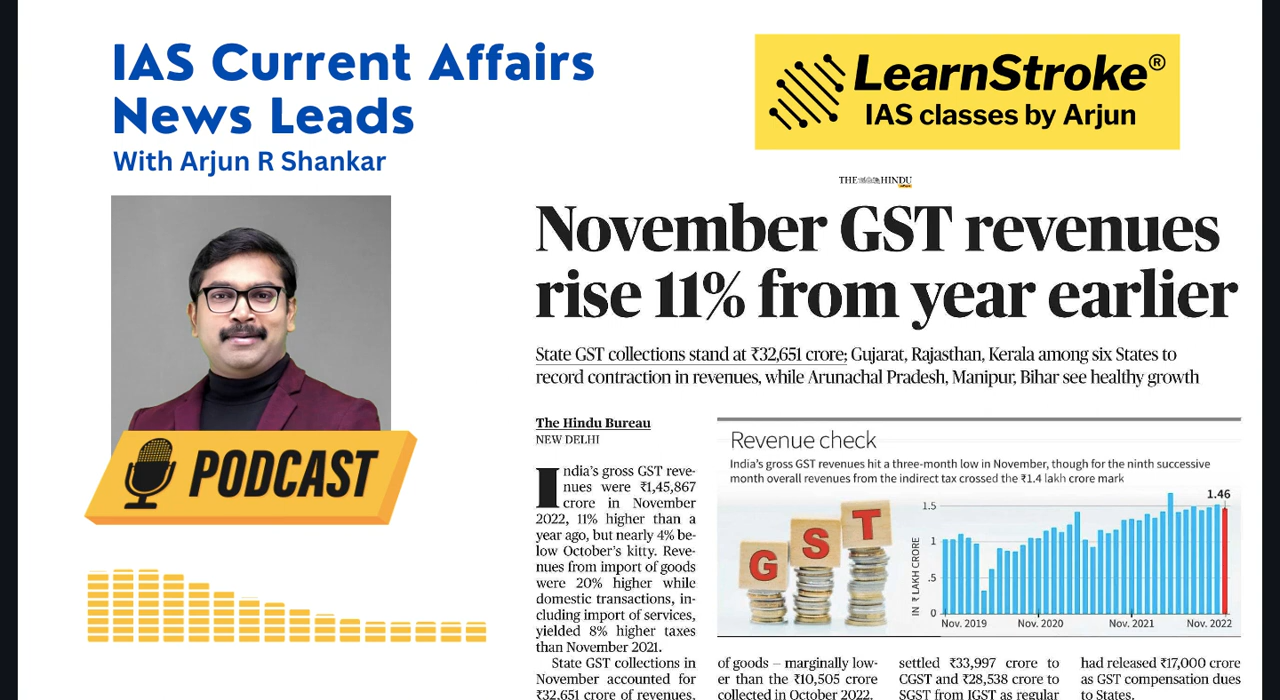 IAS Current Affairs
News Leads
With Arjun R Shankar
LearnStroke®
IAS classes by Arjun
THE HINDU
November GST revenues
rise 11% from year earlier
State GST collections stand at ₹32,651 crore; Gujarat, Rajasthan, Kerala among six States to
record contraction in revenues, while Arunachal Pradesh, Manipur, Bihar see healthy growth
PODCAST
The Hindu Bureau
NEW DELHI
India's gross GST reve-
nues were ₹1,45,867
crore in November
2022, 11% higher than a
year ago, but nearly 4% be-
low October's kitty. Reve-
nues from import of goods
were 20% higher while
domestic transactions, in-
cluding import of services,
yielded 8% higher taxes
than November 2021.
State GST collections in
November accounted for
₹32,651 crore of revenues,
Revenue check
India's gross GST revenues hit a three-month low in November, though for the ninth successive
month overall revenues from the indirect tax crossed the ₹1.4 lakh crore mark
G S T
IN ₹ LAKH CRORE
1.46
1.5
1
.5
0
Nov. 2019 Nov. 2020 Nov. 2021 Nov. 2022
of goods – marginally low-
er than the ₹10,505 crore
collected in October 2022.
settled ₹33,997 crore to
CGST and ₹28,538 crore to
SGST from IGST as regular
had released ₹17,000 crore
as GST compensation dues
to States.